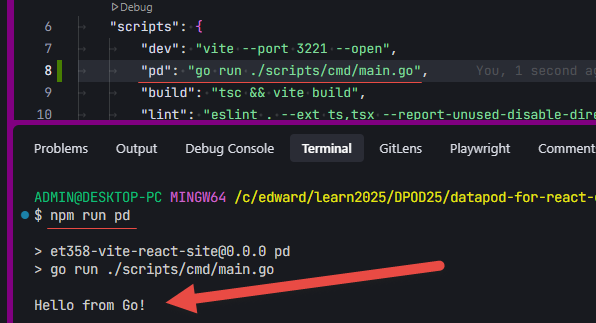 Debug
6 "scripts": {
7 "dev": "vite --port 3221 --open",
8 "pd": "go run ./scripts/cmd/main.go", You, 1 second
9 "build": "tsc && vite build",
10 "lint": "eslint . --ext ts,tsx --report-unused-disable-dire
Problems Output Debug Console Terminal GitLens Playwright Comment
ADMIN@DESKTOP-PC MINGW64 /c/edward/learn2025/DPOD25/datapod-for-react-
$ npm run pd
> et358-vite-react-site@0.0.0 pd
> go run ./scripts/cmd/main.go
Hello from Go!